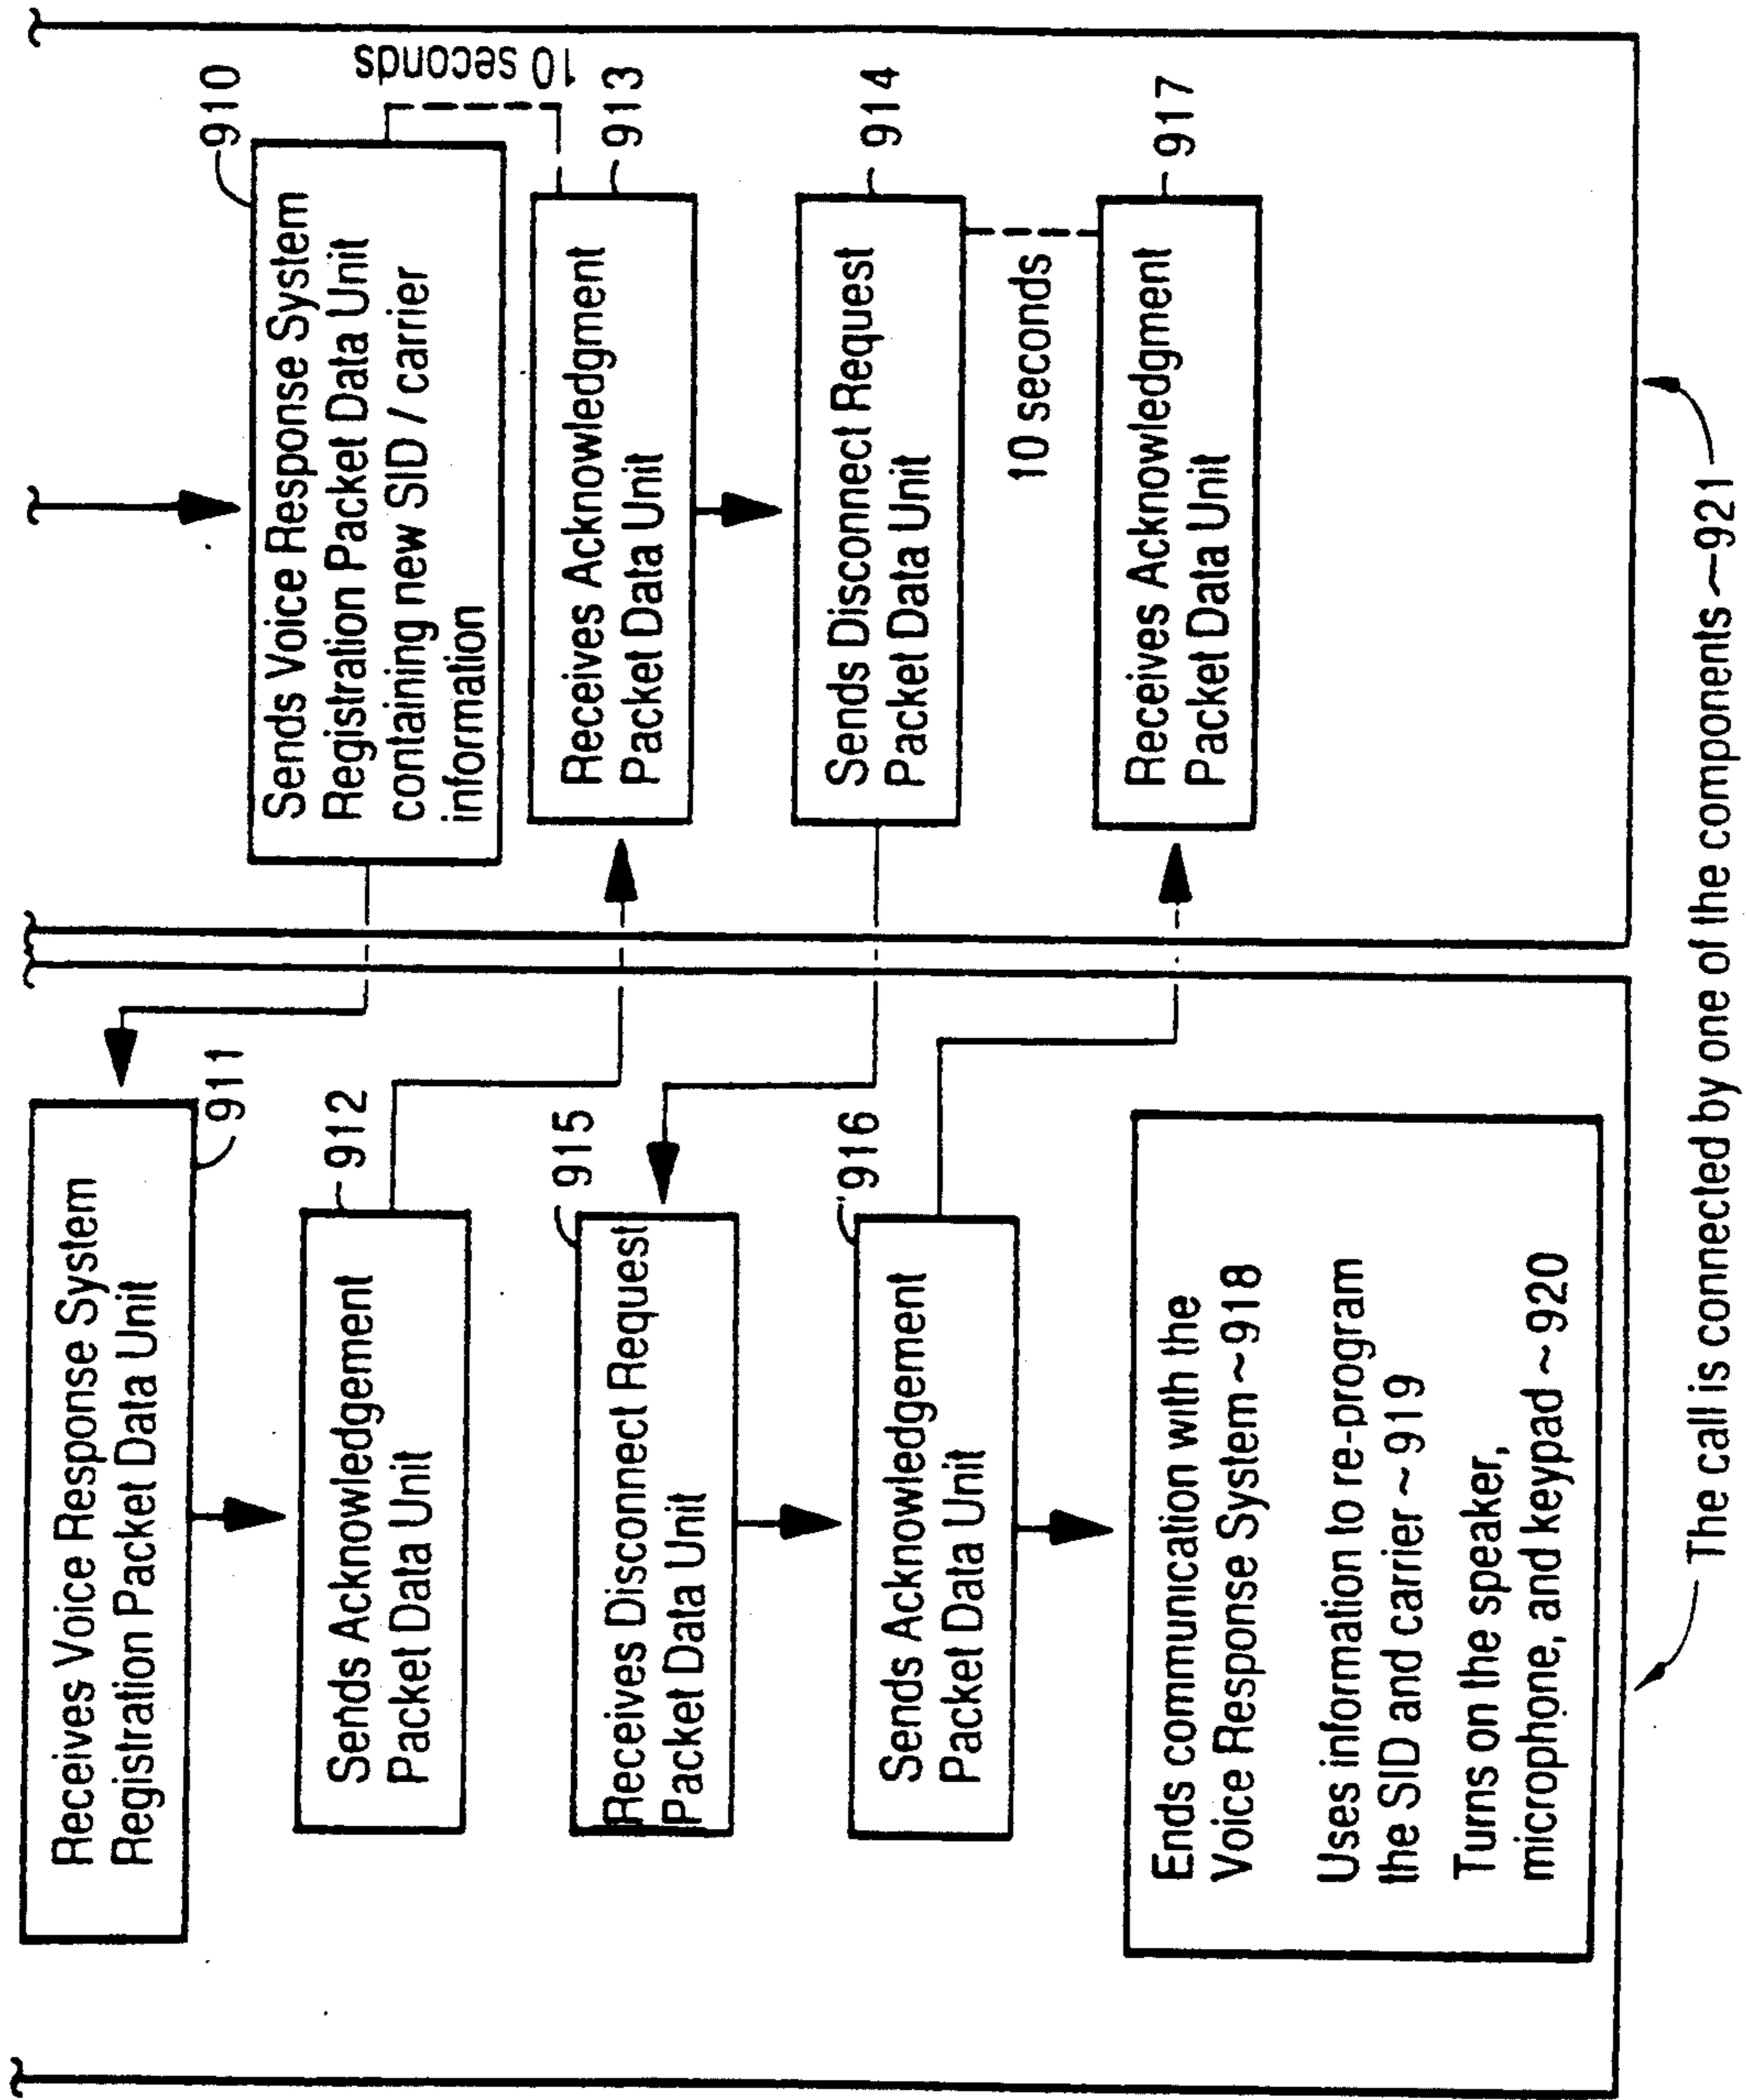 Receives Voice Response System
Registration Packet Data Unit
911
Sends Acknowledgement
Packet Data Unit
912
Receives Disconnect Request
Packet Data Unit
915
Sends Acknowledgement
Packet Data Unit
916
Ends communication with the
Voice Response System ~ 918
Uses information to re-program
the SID and carrier ~ 919
Turns on the speaker,
microphone, and keypad ~ 920
910
Sends Voice Response System
Registration Packet Data Unit
containing new SID / carrier
information
10 seconds
913
Receives Acknowledgment
Packet Data Unit
914
Sends Disconnect Request
Packet Data Unit
10 seconds
917
Receives Acknowledgment
Packet Data Unit
The call is connected by one of the components ~921